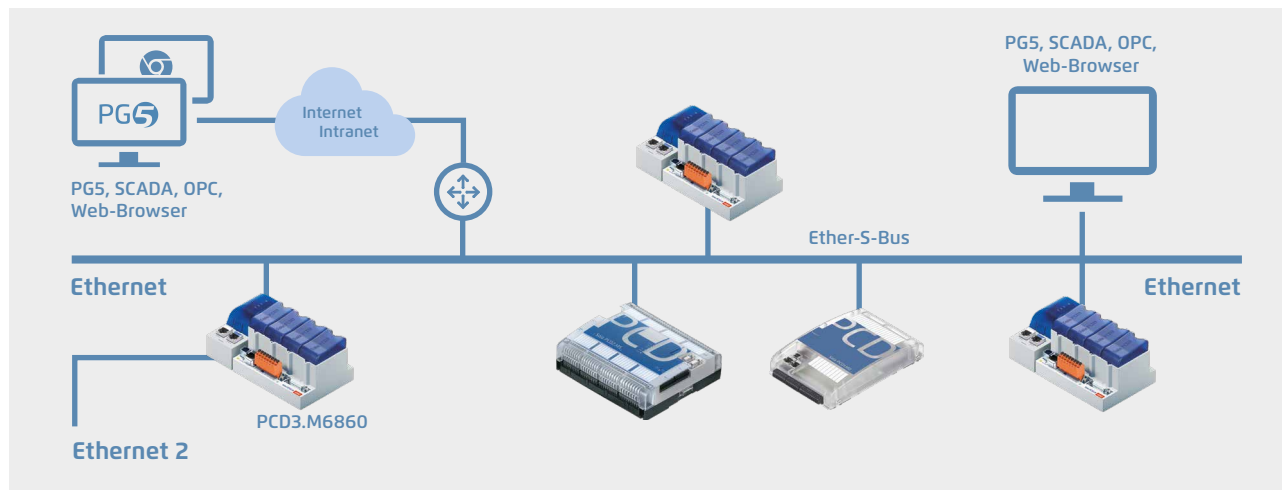 PG5
PG5, SCADA, OPC,
Web-Browser
Internet
Intranet
PG5, SCADA, OPC,
Web-Browser
Ether-S-Bus
Ethernet
Ethernet
PCD
PCD
PCD3.M6860
Ethernet 2